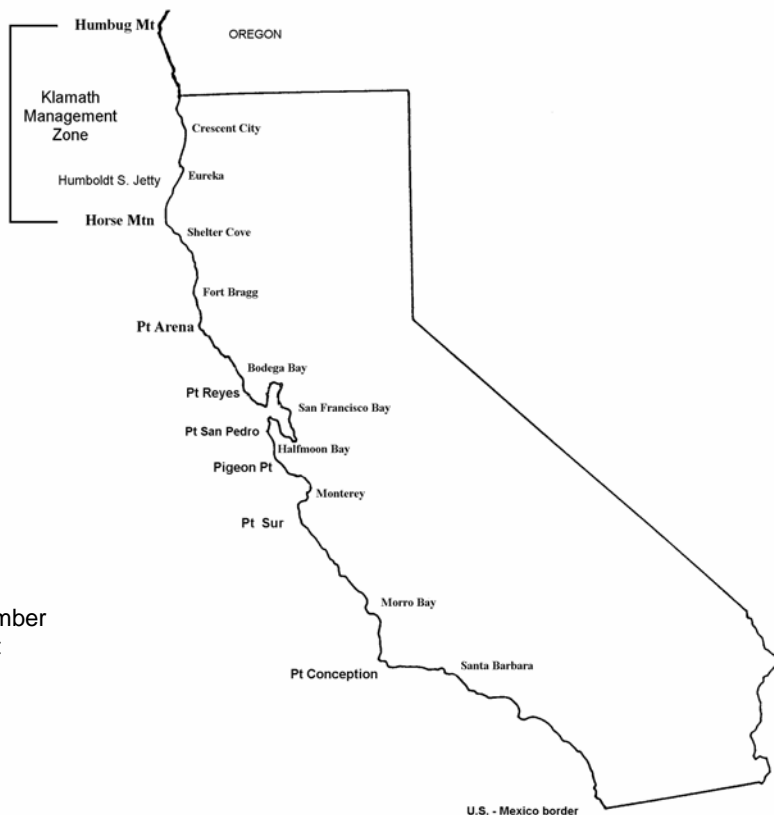 Humbug Mt
OREGON
Klamath
Management
Zone
Crescent City
Humboldt S. Jetty
Eureka
Horse Mtn
Shelter Cove
Fort Bragg
Pt Arena
Bodega Bay
Pt Reyes
San Francisco Bay
Pt San Pedro
Halfmoon Bay
Pigeon Pt
Monterey
Pt Sur
Morro Bay
mber
Pt Conception
Santa Barbara
U.S. - Mexico border